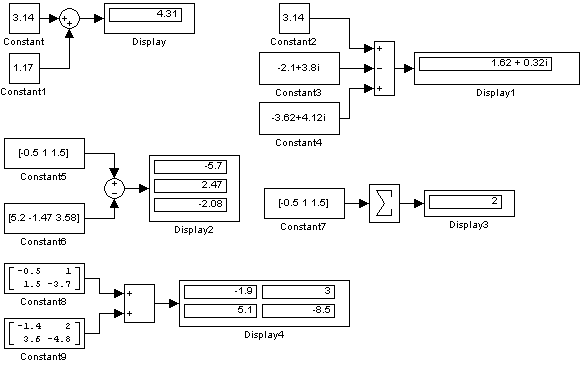 3.14
+
+
4.31
Constant
Display
1.17
Constant1
3.14
Constant2
-2.1+3.8i
Constant3
-3.62+4.12i
Constant4
+
−
+
1.62 + 0.32i
Display1
[-0.5 1 1.5]
Constant5
[5.2 -1.47 3.58]
Constant6
+
−
-5.7
2.47
-2.08
Display2
[-0.5 1 1.5]
Constant7
Σ
2
Display3
-0.5 1
1.5 -3.7
Constant8
-1.4 2
3.6 -4.8
Constant9
+
+
-1.9 3
5.1 -8.5
Display4